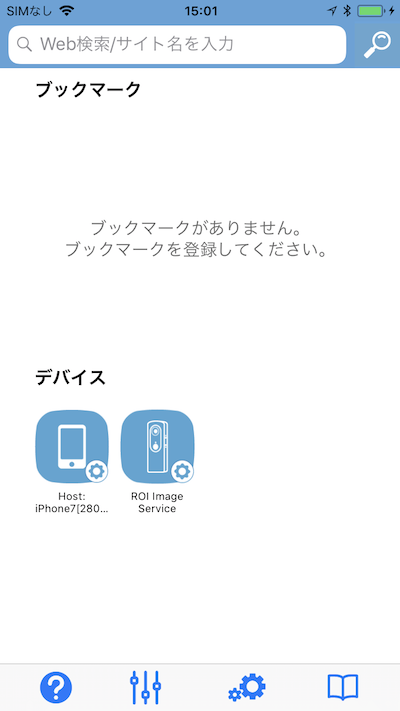 SIMなし 15:01
Web検索/サイト名を入力
ブックマーク
ブックマークがありません。
ブックマークを登録してください。
デバイス
Host:
iPhone7[280...
ROI Image
Service
?